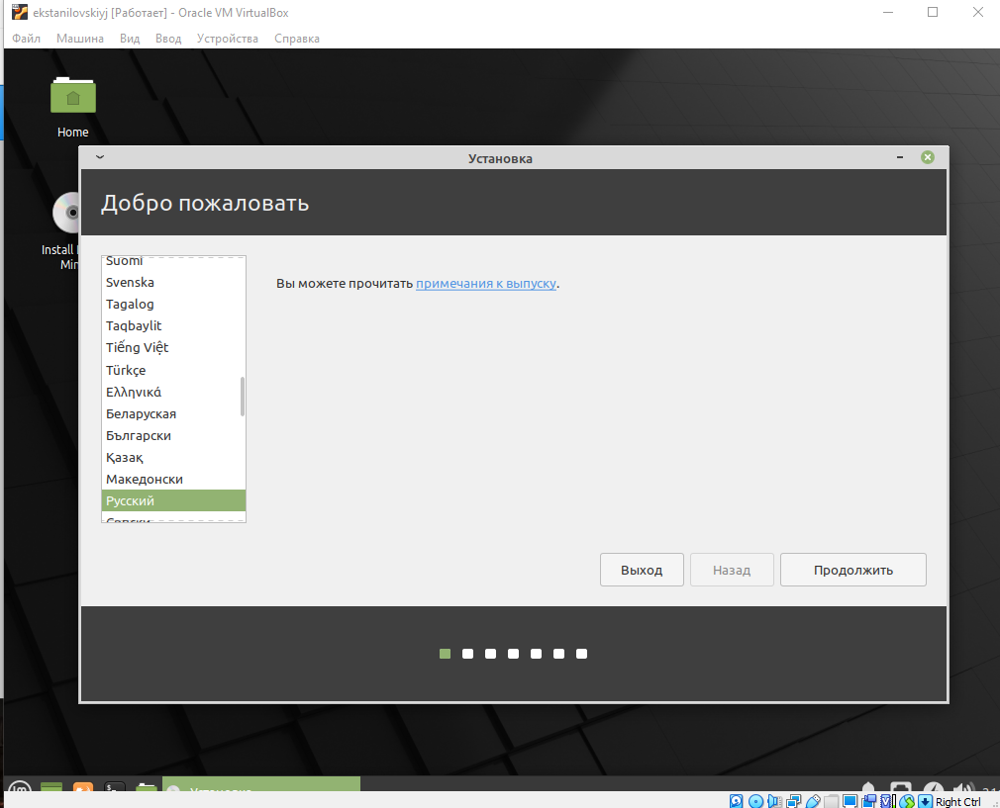 ekstanilovskiyj [Работает] - Oracle VM VirtualBox
Файл Машина Вид Ввод Устройства Справка
Home
Установка
Добро пожаловать
Install
Min
Suomi
Svenska
Tagalog
Taqbaylit
Tiếng Việt
Türkçe
Ελληνικά
Беларуская
Български
Қазақ
Македонски
Русский
Српски
Вы можете прочитать примечания к выпуску.
Выход Назад Продолжить
Установка
Right Ctrl